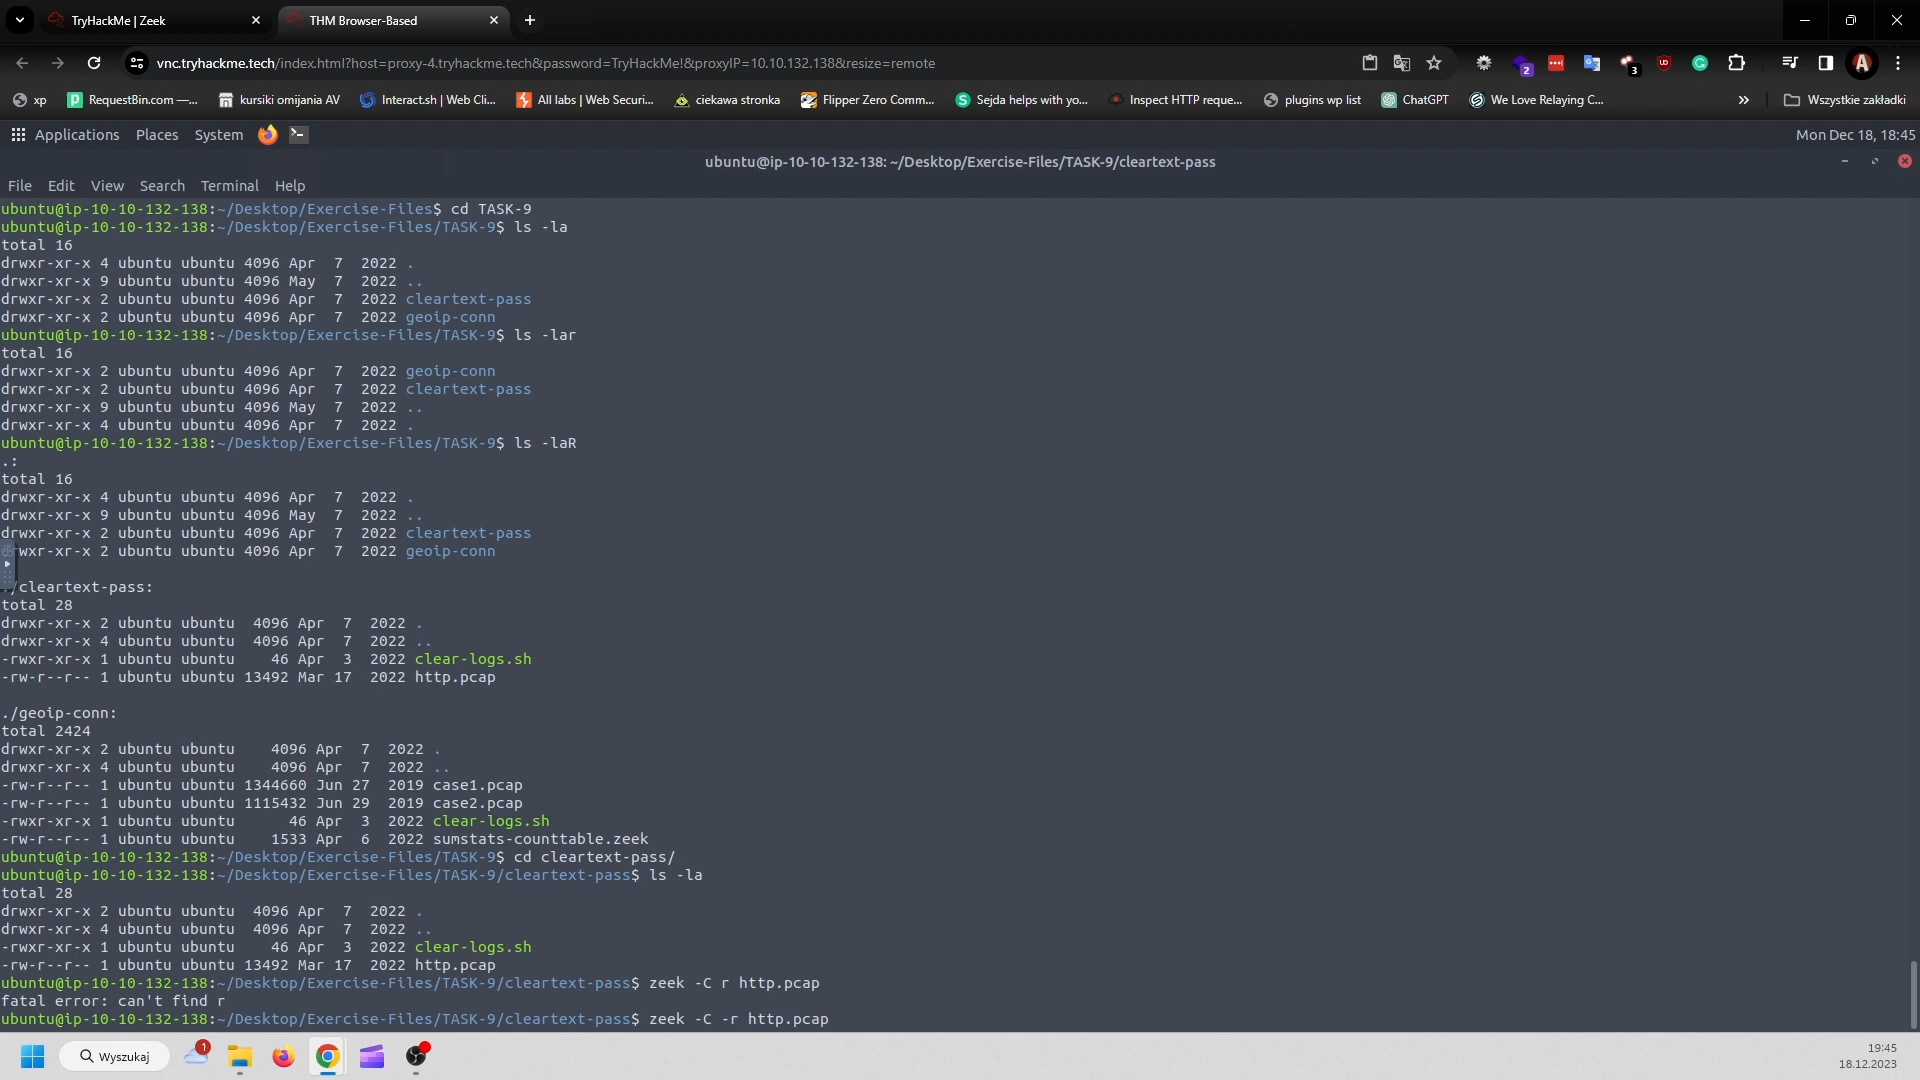 TryHackMe | Zeek
THM Browser-Based
vnc.tryhackme.tech/index.html?host=proxy-4.tryhackme.tech&password=TryHackMe!&proxyIP=10.10.132.138&resize=remote
2
3
A
xp
RequestBin.com —...
kursiki omijania AV
Interact.sh | Web Cli...
All labs | Web Securi...
ciekawa stronka
Flipper Zero Comm...
Sejda helps with yo...
Inspect HTTP reque...
plugins wp list
ChatGPT
We Love Relaying C...
»
Wszystkie zakładki
Applications Places System
Mon Dec 18, 18:45
ubuntu@ip-10-10-132-138: ~/Desktop/Exercise-Files/TASK-9/cleartext-pass
File Edit View Search Terminal Help
ubuntu@ip-10-10-132-138:~/Desktop/Exercise-Files$ cd TASK-9
ubuntu@ip-10-10-132-138:~/Desktop/Exercise-Files/TASK-9$ ls -la
total 16
drwxr-xr-x 4 ubuntu ubuntu 4096 Apr  7  2022 .
drwxr-xr-x 9 ubuntu ubuntu 4096 May  7  2022 ..
drwxr-xr-x 2 ubuntu ubuntu 4096 Apr  7  2022 cleartext-pass
drwxr-xr-x 2 ubuntu ubuntu 4096 Apr  7  2022 geoip-conn
ubuntu@ip-10-10-132-138:~/Desktop/Exercise-Files/TASK-9$ ls -lar
total 16
drwxr-xr-x 2 ubuntu ubuntu 4096 Apr  7  2022 geoip-conn
drwxr-xr-x 2 ubuntu ubuntu 4096 Apr  7  2022 cleartext-pass
drwxr-xr-x 9 ubuntu ubuntu 4096 May  7  2022 ..
drwxr-xr-x 4 ubuntu ubuntu 4096 Apr  7  2022 .
ubuntu@ip-10-10-132-138:~/Desktop/Exercise-Files/TASK-9$ ls -laR
.:
total 16
drwxr-xr-x 4 ubuntu ubuntu 4096 Apr  7  2022 .
drwxr-xr-x 9 ubuntu ubuntu 4096 May  7  2022 ..
drwxr-xr-x 2 ubuntu ubuntu 4096 Apr  7  2022 cleartext-pass
drwxr-xr-x 2 ubuntu ubuntu 4096 Apr  7  2022 geoip-conn
./cleartext-pass:
total 28
drwxr-xr-x 2 ubuntu ubuntu  4096 Apr  7  2022 .
drwxr-xr-x 4 ubuntu ubuntu  4096 Apr  7  2022 ..
-rwxr-xr-x 1 ubuntu ubuntu    46 Apr  3  2022 clear-logs.sh
-rw-r--r-- 1 ubuntu ubuntu 13492 Mar 17  2022 http.pcap
./geoip-conn:
total 2424
drwxr-xr-x 2 ubuntu ubuntu    4096 Apr  7  2022 .
drwxr-xr-x 4 ubuntu ubuntu    4096 Apr  7  2022 ..
-rw-r--r-- 1 ubuntu ubuntu 1344660 Jun 27  2019 case1.pcap
-rw-r--r-- 1 ubuntu ubuntu 1115432 Jun 29  2019 case2.pcap
-rwxr-xr-x 1 ubuntu ubuntu      46 Apr  3  2022 clear-logs.sh
-rw-r--r-- 1 ubuntu ubuntu    1533 Apr  6  2022 sumstats-counttable.zeek
ubuntu@ip-10-10-132-138:~/Desktop/Exercise-Files/TASK-9$ cd cleartext-pass/
ubuntu@ip-10-10-132-138:~/Desktop/Exercise-Files/TASK-9/cleartext-pass$ ls -la
total 28
drwxr-xr-x 2 ubuntu ubuntu  4096 Apr  7  2022 .
drwxr-xr-x 4 ubuntu ubuntu  4096 Apr  7  2022 ..
-rwxr-xr-x 1 ubuntu ubuntu    46 Apr  3  2022 clear-logs.sh
-rw-r--r-- 1 ubuntu ubuntu 13492 Mar 17  2022 http.pcap
ubuntu@ip-10-10-132-138:~/Desktop/Exercise-Files/TASK-9/cleartext-pass$ zeek -C r http.pcap
fatal error: can't find r
ubuntu@ip-10-10-132-138:~/Desktop/Exercise-Files/TASK-9/cleartext-pass$ zeek -C -r http.pcap
Wyszukaj
1
19:45
18.12.2023